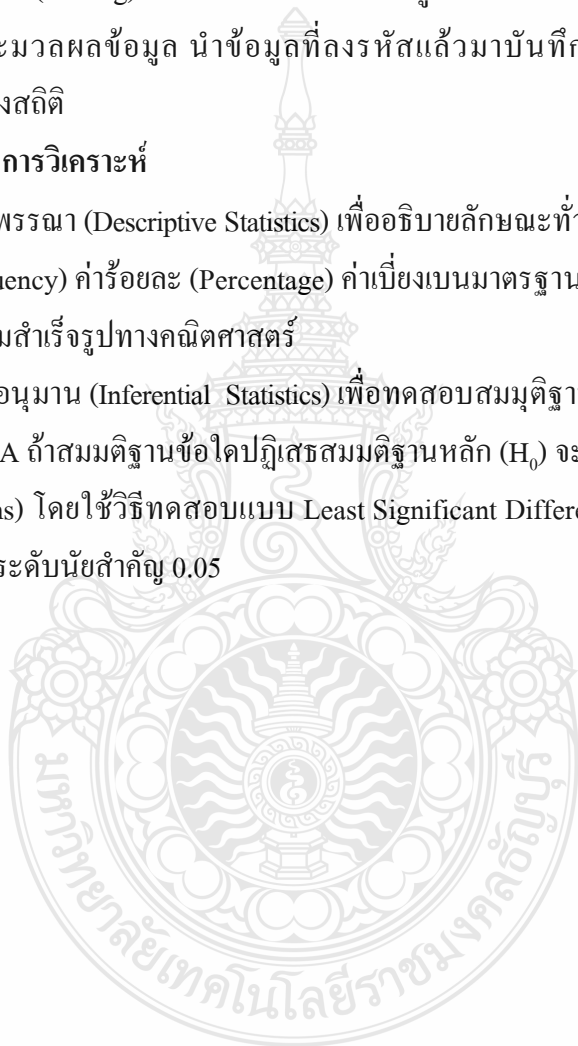 ะมวลผลข้อมูล นำข้อมูลที่ลงรหัสแล้วมาบันทึก
งสถิติ
การวิเคราะห์
พรรณา (Descriptive Statistics) เพื่ออธิบายลักษณะทั่ว
uency) ค่าร้อยละ (Percentage) ค่าเบี่ยงเบนมาตรฐาน
มสำเร็จรูปทางคณิตศาสตร์
อนุมาน (Inferential Statistics) เพื่อทดสอบสมมุติฐาน
A ถ้าสมมติฐานข้อใดปฏิเสธสมมติฐานหลัก (H₀) จะ
ns) โดยใช้วิธีทดสอบแบบ Least Significant Differe
ระดับนัยสำคัญ 0.05
มหาวิทยาลัยเทคโนโลยีราชมงคลธัญบุรี